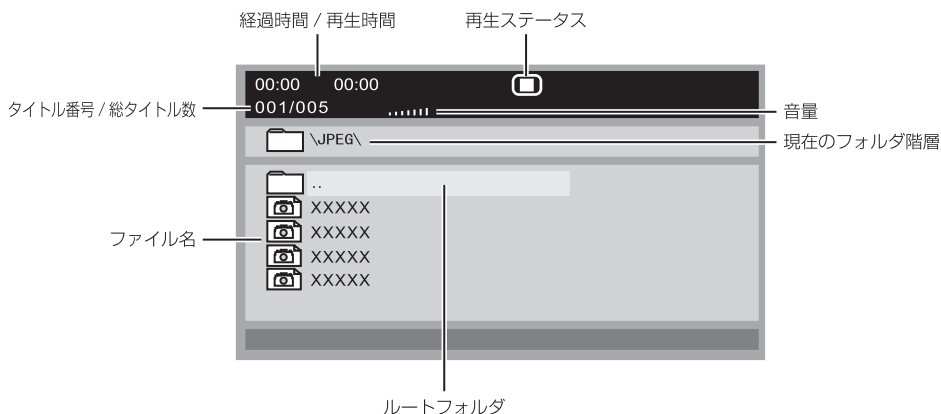 経過時間 / 再生時間
再生ステータス
00:00 00:00
タイトル番号 / 総タイトル数
001/005
音量
\JPEG\
現在のフォルダ階層
..
XXXXX
XXXXX
ファイル名
XXXXX
XXXXX
ルートフォルダ